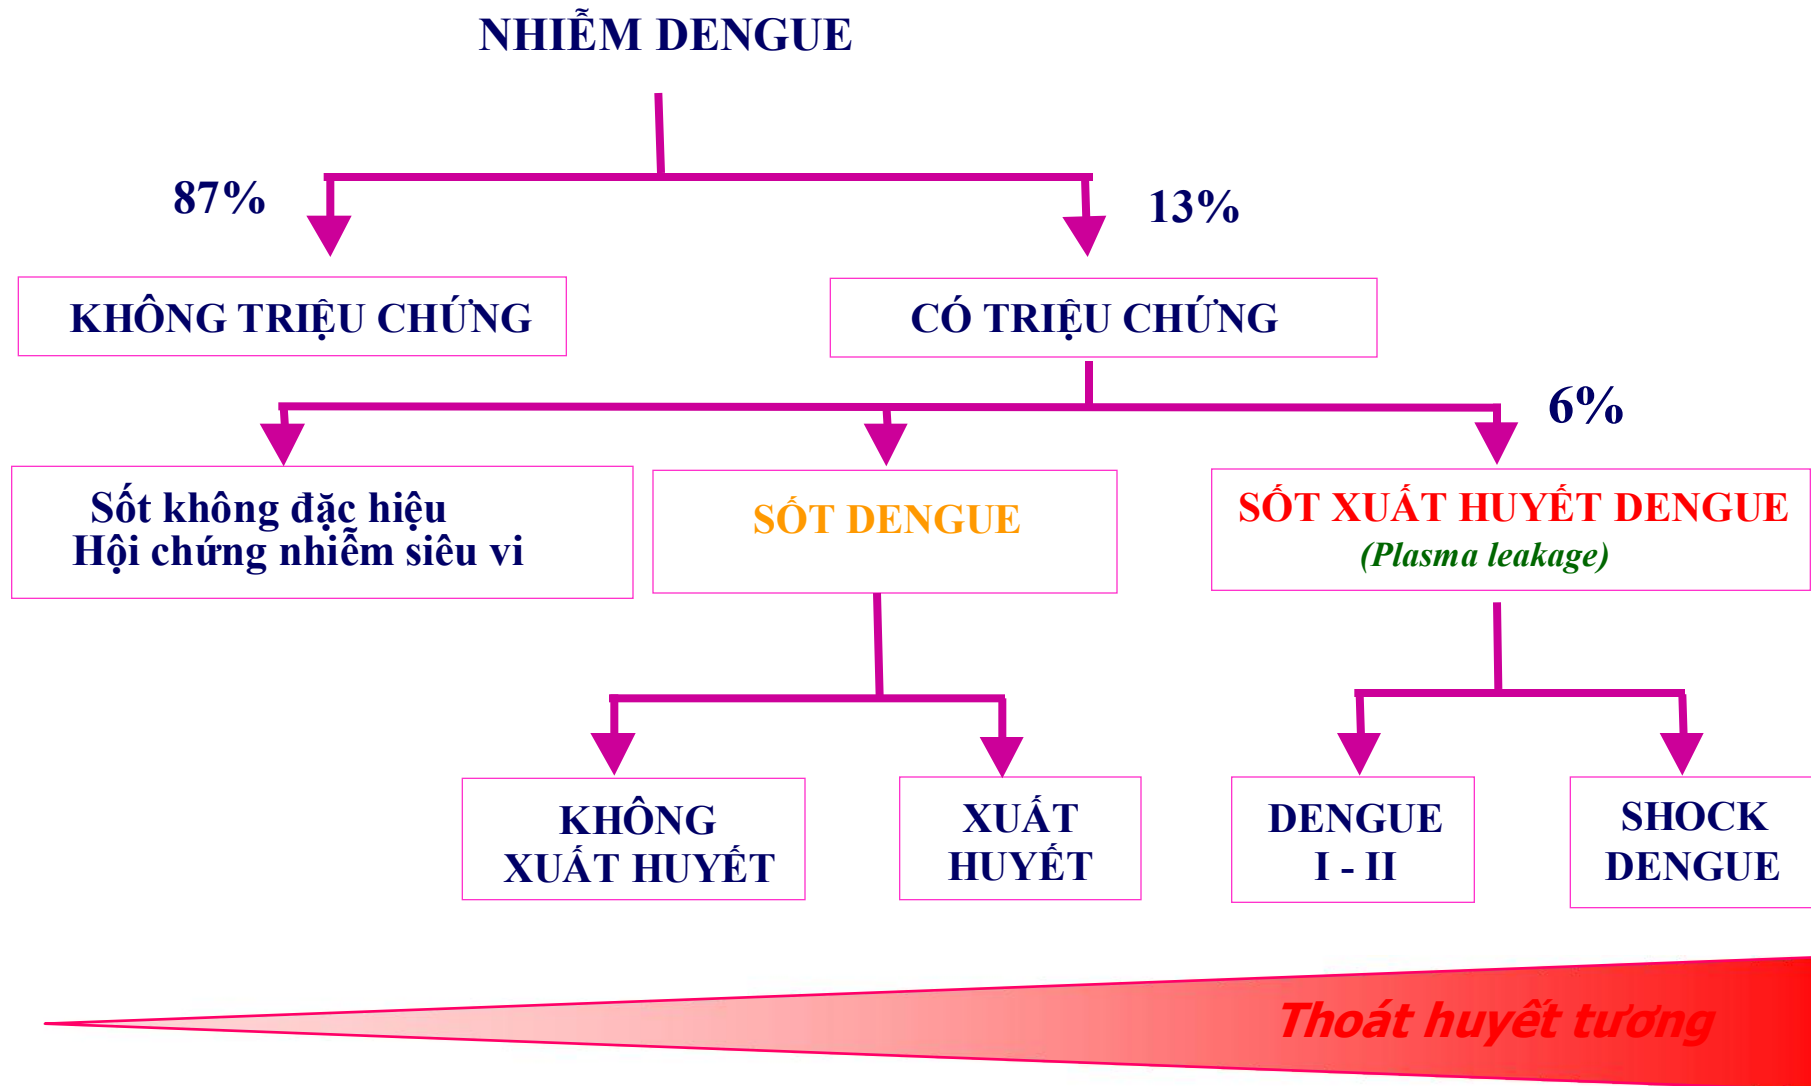 NHIỄM DENGUE
87%
13%
KHÔNG TRIỆU CHỨNG
CÓ TRIỆU CHỨNG
6%
Sốt không đặc hiệu
Hội chứng nhiễm siêu vi
SỐT DENGUE
SỐT XUẤT HUYẾT DENGUE
(Plasma leakage)
KHÔNG
XUẤT HUYẾT
XUẤT
HUYẾT
DENGUE
I - II
SHOCK
DENGUE
Thoát huyết tương